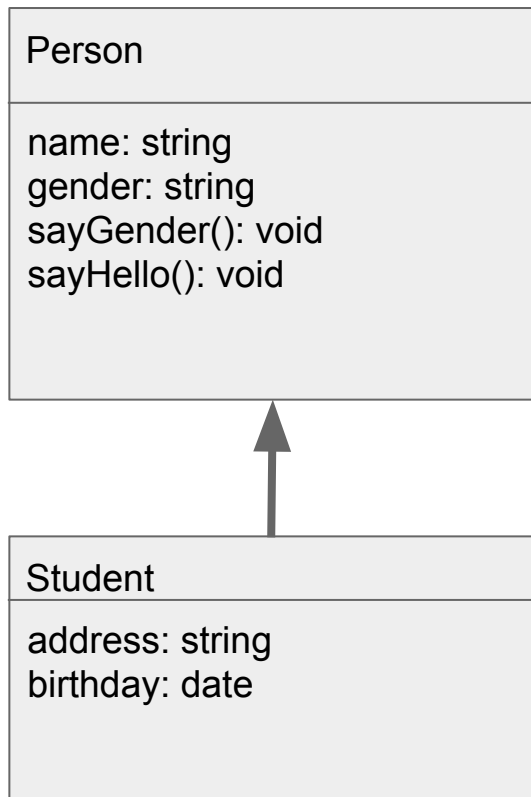 Person
name: string
gender: string
sayGender(): void
sayHello(): void
Student
address: string
birthday: date